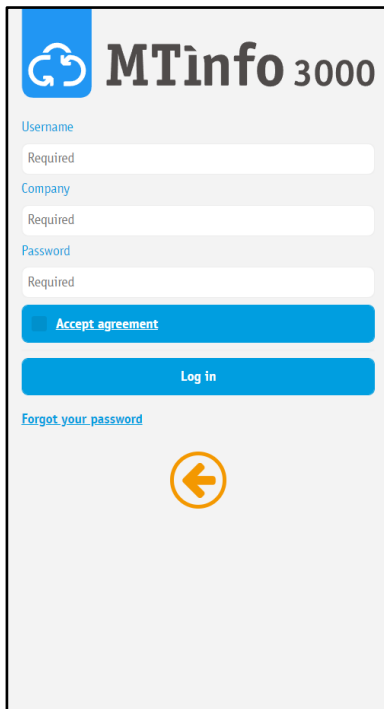 MTinfo 3000
Username
Required
Company
Required
Password
Required
Accept agreement
Log in
Forgot your password